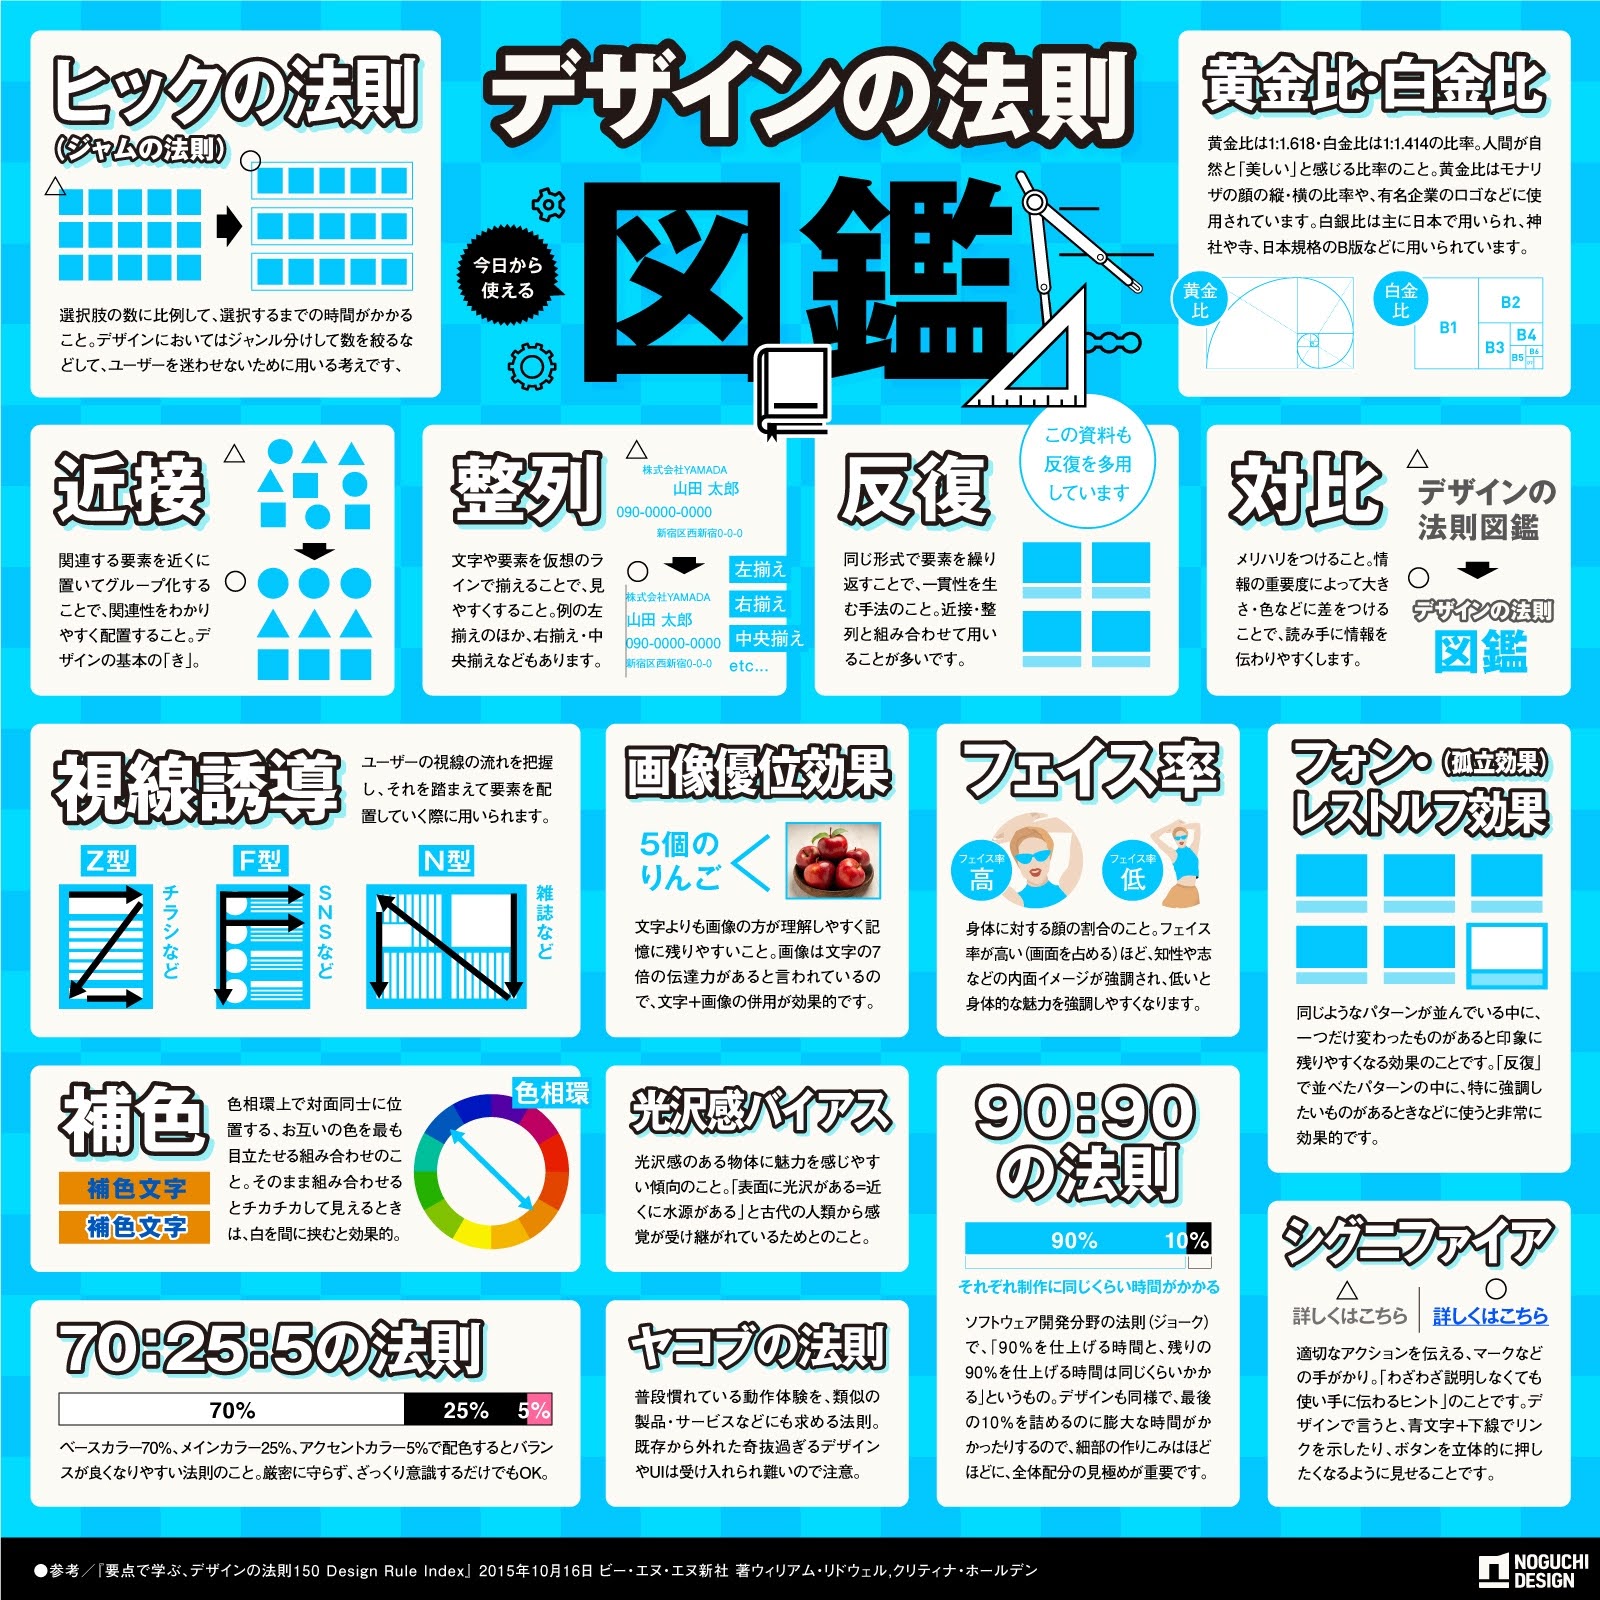 デザインの法則
図鑑
今日から
使える
ヒックの法則
(ジャムの法則)
選択肢の数に比例して、選択するまでの時間がかかる
こと。デザインにおいてはジャンル分けして数を絞るな
どして、ユーザーを迷わせないために用いる考えです、
黄金比・白金比
黄金比は1:1.618・白金比は1:1.414の比率。人間が自
然と「美しい」と感じる比率のこと。黄金比はモナリ
ザの顔の縦・横の比率や、有名企業のロゴなどに使
用されています。白銀比は主に日本で用いられ、神
社や寺、日本規格のB版などに用いられています。
黄金
比
白金
比
B1
B2
B3
B4
B5
B6
近接
関連する要素を近くに
置いてグループ化する
ことで、関連性をわかり
やすく配置すること。デ
ザインの基本の「き」。
整列
文字や要素を仮想のラ
インで揃えることで、見
やすくすること。例の左
揃えのほか、右揃え・中
央揃えなどもあります。
株式会社YAMADA
山田 太郎
090-0000-0000
新宿区西新宿0-0-0
株式会社YAMADA
山田 太郎
090-0000-0000
新宿区西新宿0-0-0
左揃え
右揃え
中央揃え
etc...
反復
この資料も
反復を多用
しています
同じ形式で要素を繰り
返すことで、一貫性を生
む手法のこと。近接・整
列と組み合わせて用い
ることが多いです。
対比
メリハリをつけること。情
報の重要度によって大き
さ・色などに差をつける
ことで、読み手に情報を
伝わりやすくします。
デザインの
法則図鑑
デザインの法則
図鑑
視線誘導
ユーザーの視線の流れを把握
し、それを踏まえて要素を配
置していく際に用いられます。
Z型
チラシなど
F型
SNSなど
N型
雑誌など
画像優位効果
5個の
りんご
文字よりも画像の方が理解しやすく記
憶に残りやすいこと。画像は文字の7
倍の伝達力があると言われているの
で、文字+画像の併用が効果的です。
フェイス率
フェイス率
高
フェイス率
低
身体に対する顔の割合のこと。フェイス
率が高い(画面を占める)ほど、知性や志
などの内面イメージが強調され、低いと
身体的な魅力を強調しやすくなります。
フォン・(孤立効果)
レストルフ効果
同じようなパターンが並んでいる中に、
一つだけ変わったものがあると印象に
残りやすくなる効果のことです。「反復」
で並べたパターンの中に、特に強調し
たいものがあるときなどに使うと非常に
効果的です。
補色
補色文字
補色文字
色相環上で対面同士に位
置する、お互いの色を最も
目立たせる組み合わせのこ
と。そのまま組み合わせる
とチカチカして見えるとき
は、白を間に挟むと効果的。
色相環
光沢感バイアス
光沢感のある物体に魅力を感じやす
い傾向のこと。「表面に光沢がある=近
くに水源がある」と古代の人類から感
覚が受け継がれているためとのこと。
90:90
の法則
90%
10%
それぞれ制作に同じくらい時間がかかる
ソフトウェア開発分野の法則(ジョーク)
で、「90%を仕上げる時間と、残りの
90%を仕上げる時間は同じくらいかか
る」というもの。デザインも同様で、最後
の10%を詰めるのに膨大な時間がか
かったりするので、細部の作りこみはほど
ほどに、全体配分の見極めが重要です。
シグニファイア
詳しくはこちら
詳しくはこちら
適切なアクションを伝える、マークなど
の手がかり。「わざわざ説明しなくても
使い手に伝わるヒント」のことです。デ
ザインで言うと、青文字+下線でリン
クを示したり、ボタンを立体的に押し
たくなるように見せることです。
70:25:5の法則
70%
25%
5%
ベースカラー70%、メインカラー25%、アクセントカラー5%で配色するとバラン
スが良くなりやすい法則のこと。厳密に守らず、ざっくり意識するだけでもOK。
ヤコブの法則
普段慣れている動作体験を、類似の
製品・サービスなどにも求める法則。
既存から外れた奇抜過ぎるデザイン
やUIは受け入れられ難いので注意。
●参考/『要点で学ぶ、デザインの法則150 Design Rule Index』 2015年10月16日 ビー・エヌ・エヌ新社 著ウィリアム・リドウェル,クリティナ・ホールデン
NOGUCHI
DESIGN